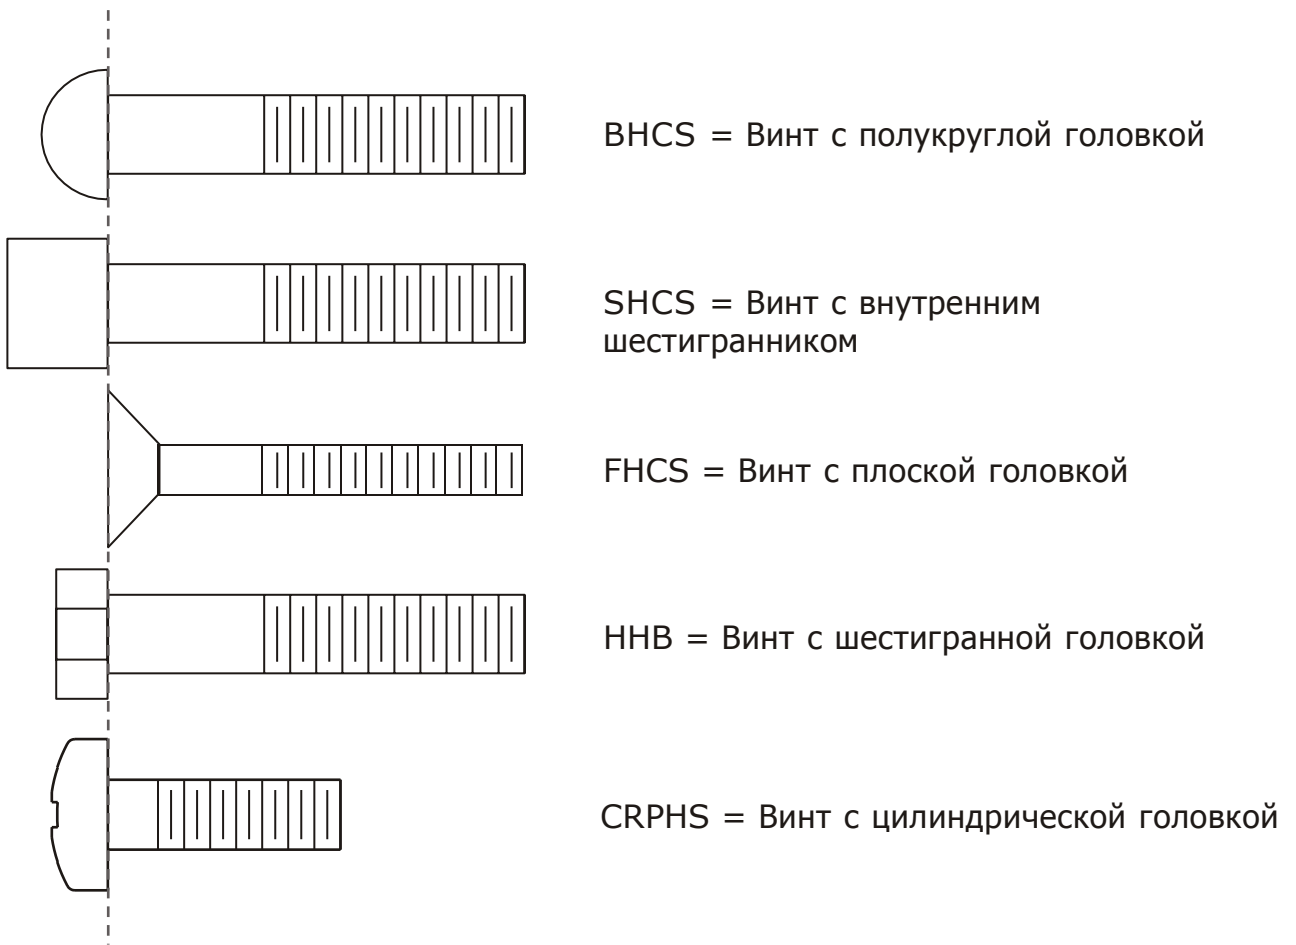 BHCS = Винт с полукруглой головкой
SHCS = Винт с внутренним
шестигранником
FHCS = Винт с плоской головкой
HHB = Винт с шестигранной головкой
CRPHS = Винт с цилиндрической головкой